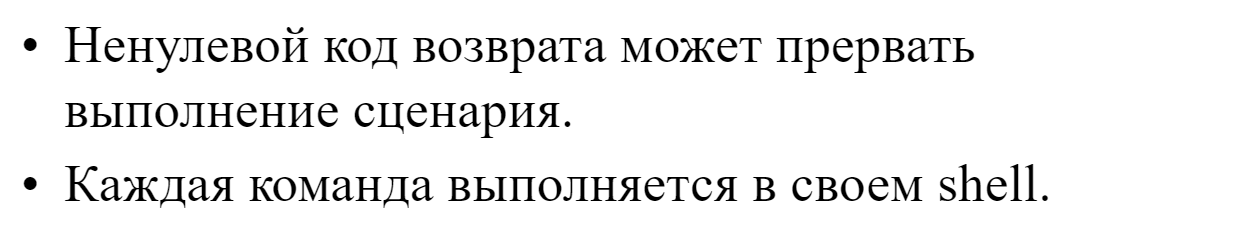 • Ненулевой код возврата может прервать
выполнение сценария.
• Каждая команда выполняется в своем shell.